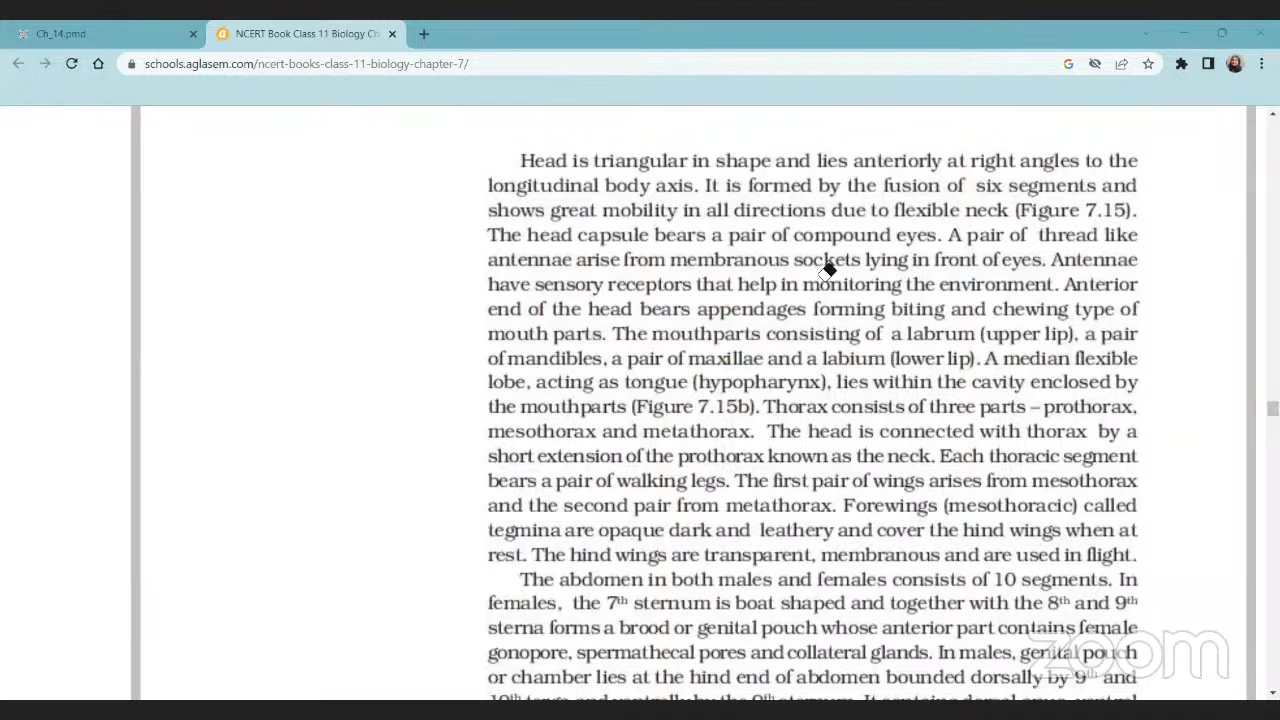 Ch_14.pmd
NCERT Book Class 11 Biology Ch
schools.aglasem.com/ncert-books-class-11-biology-chapter-7/
Head is triangular in shape and lies anteriorly at right angles to the
longitudinal body axis. It is formed by the fusion of six segments and
shows great mobility in all directions due to flexible neck (Figure 7.15).
The head capsule bears a pair of compound eyes. A pair of thread like
antennae arise from membranous sockets lying in front of eyes. Antennae
have sensory receptors that help in monitoring the environment. Anterior
end of the head bears appendages forming biting and chewing type of
mouth parts. The mouthparts consisting of a labrum (upper lip), a pair
of mandibles, a pair of maxillae and a labium (lower lip). A median flexible
lobe, acting as tongue (hypopharynx), lies within the cavity enclosed by
the mouthparts (Figure 7.15b). Thorax consists of three parts – prothorax,
mesothorax and metathorax. The head is connected with thorax by a
short extension of the prothorax known as the neck. Each thoracic segment
bears a pair of walking legs. The first pair of wings arises from mesothorax
and the second pair from metathorax. Forewings (mesothoracic) called
tegmina are opaque dark and leathery and cover the hind wings when at
rest. The hind wings are transparent, membranous and are used in flight.
The abdomen in both males and females consists of 10 segments. In
females, the 7th sternum is boat shaped and together with the 8th and 9th
sterna forms a brood or genital pouch whose anterior part contains female
gonopore, spermathecal pores and collateral glands. In males, genital pouch
or chamber lies at the hind end of abdomen bounded dorsally by 9th and
zoom